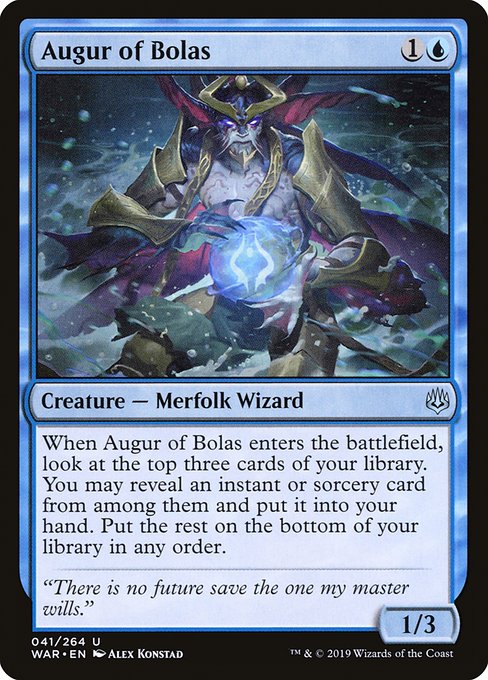 Augur of Bolas 1
Creature — Merfolk Wizard
When Augur of Bolas enters the battlefield,
look at the top three cards of your library.
You may reveal an instant or sorcery card
from among them and put it into your
hand. Put the rest on the bottom of your
library in any order.
“There is no future save the one my master
wills.”
1/3
041/264 U
WAR • EN Alex Konstad ™ & © 2019 Wizards of the Coast